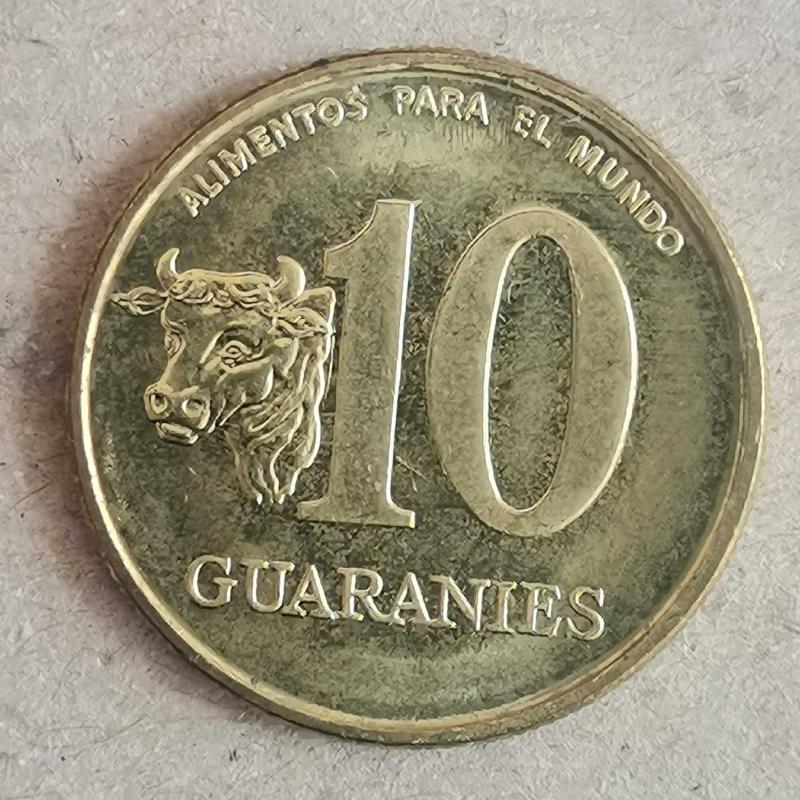 ALIMENTOS PARA EL MUNDO
10
GUARANIES